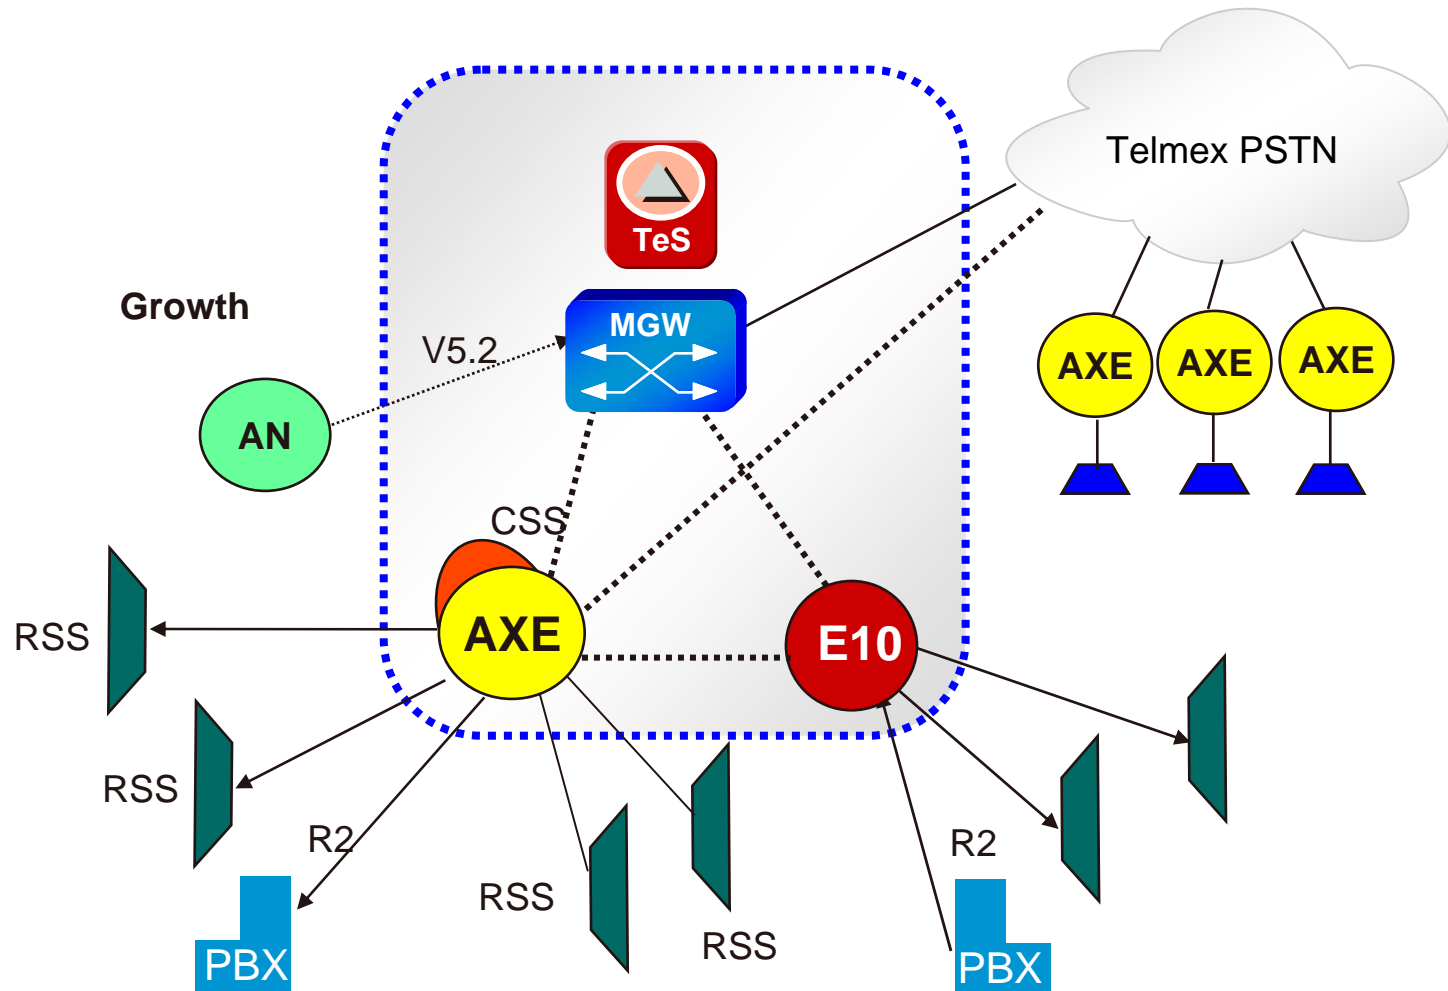 Telmex PSTN
TeS
Growth
MGW
V5.2
AXE
AXE
AXE
AN
CSS
AXE
E10
RSS
RSS
R2
R2
RSS
RSS
PBX
PBX